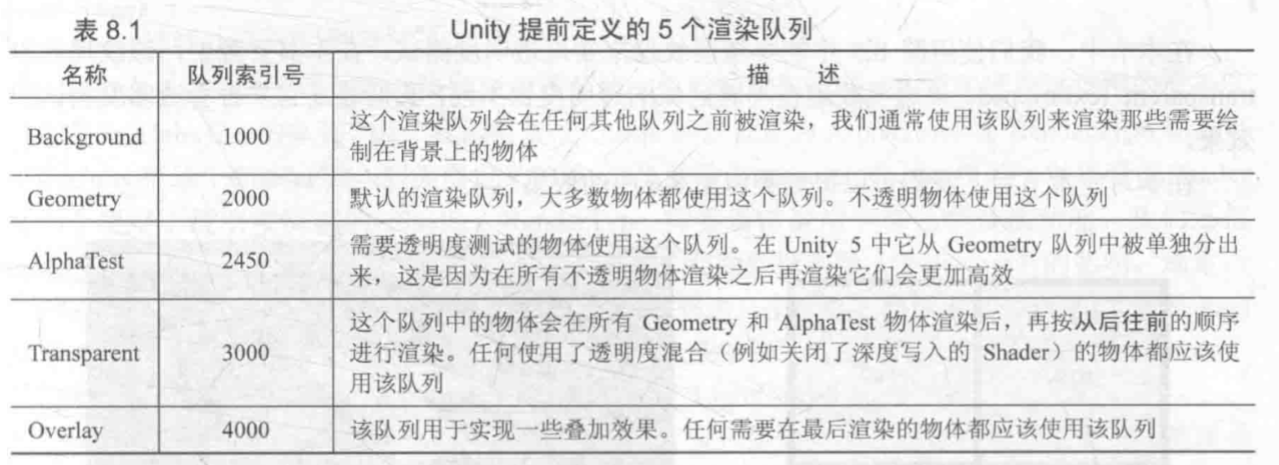 表 8.1 Unity 提前定义的 5 个渲染队列
名称 队列索引号 描 述
Background 1000 这个渲染队列会在任何其他队列之前被渲染，我们通常使用该队列来渲染那些需要绘
制在背景上的物体
Geometry 2000 默认的渲染队列，大多数物体都使用这个队列。不透明物体使用这个队列
AlphaTest 2450 需要透明度测试的物体使用这个队列。在 Unity 5 中它从 Geometry 队列中被单独分出
来，这是因为在所有不透明物体渲染之后再渲染它们会更加高效
Transparent 3000 这个队列中的物体会在所有 Geometry 和 AlphaTest 物体渲染后，再按从后往前的顺序
进行渲染。任何使用了透明度混合（例如关闭了深度写入的 Shader）的物体都应该使
用该队列
Overlay 4000 该队列用于实现一些叠加效果。任何需要在最后渲染的物体都应该使用该队列